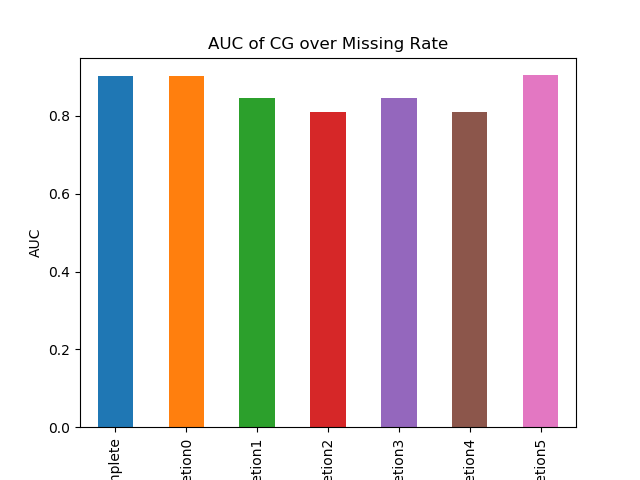 AUC of CG over Missing Rate
AUC
0.8
0.6
0.4
0.2
0.0
nplete
etion0
etion1
etion2
etion3
etion4
etion5